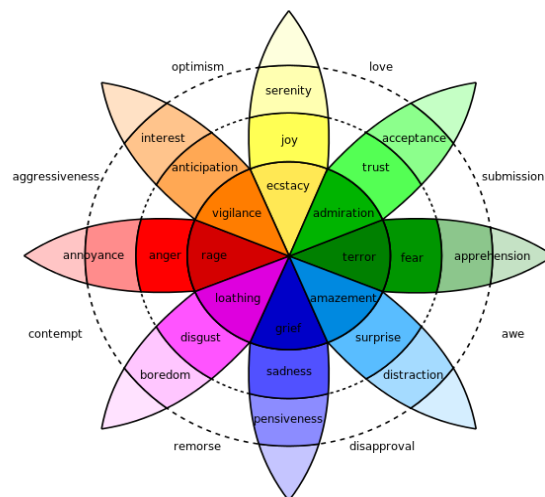 optimism
love
serenity
interest
acceptance
joy
anticipation
trust
aggressiveness
submission
ecstacy
vigilance
admiration
annoyance
anger
rage
terror
fear
apprehension
loathing
amazement
contempt
grief
awe
disgust
surprise
boredom
sadness
distraction
pensiveness
remorse
disapproval